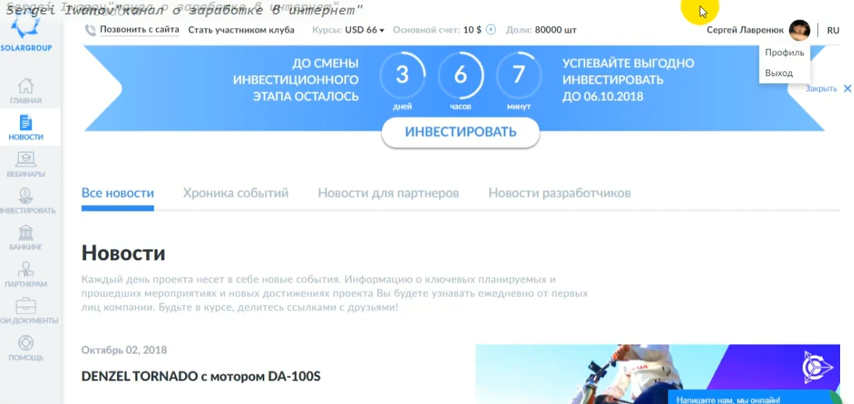 Sergei Iwanov"канал о заработке в интернет"
SOLARGROUP
Позвонить с сайта
Стать участником клуба
Курсы: USD 66
Основной счет: 10 $
Доли: 80000 шт
Сергей Лавренюк
RU
Профиль
Выход
Закрыть
ДО СМЕНЫ
ИНВЕСТИЦИОННОГО
ЭТАПА ОСТАЛОСЬ
3
дней
6
часов
7
минут
УСПЕВАЙТЕ ВЫГОДНО
ИНВЕСТИРОВАТЬ
ДО 06.10.2018
ИНВЕСТИРОВАТЬ
ГЛАВНАЯ
НОВОСТИ
ВЕБИНАРЫ
ИНВЕСТИРОВАТЬ
БАНКИНГ
ПАРТНЕРАМ
ОИ ДОКУМЕНТЫ
ПОМОЩЬ
Все новости
Хроника событий
Новости для партнеров
Новости разработчиков
Новости
Каждый день проекта несет в себе новые события. Информацию о ключевых планируемых и
прошедших мероприятиях и новых достижениях проекта Вы будете узнавать ежедневно от первых
лиц компании. Будьте в курсе, делитесь ссылками с друзьями!
Октябрь 02, 2018
DENZEL TORNADO с мотором DA-100S
Напишите нам, мы онлайн!